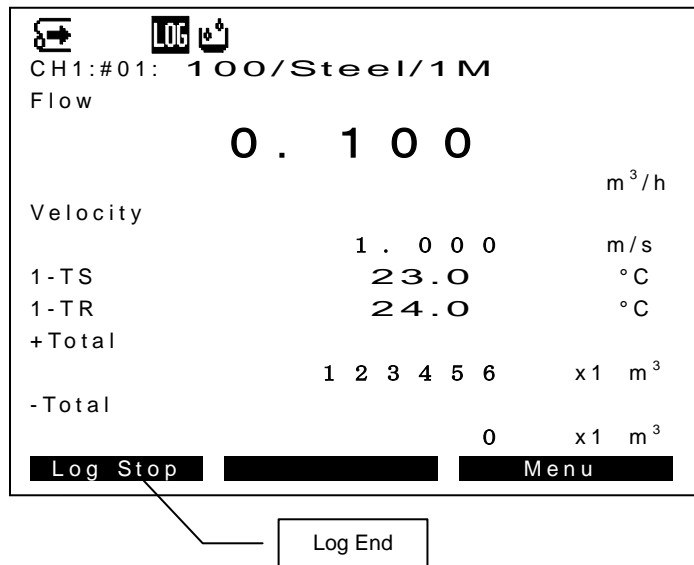 LOG
CH1:#01: 100/Steel/1M
Flow
0.100
m³/h
Velocity
1.000 m/s
1-TS 23.0 °C
1-TR 24.0 °C
+Total
123456 x1 m³
-Total
0 x1 m³
Log Stop Menu
Log End